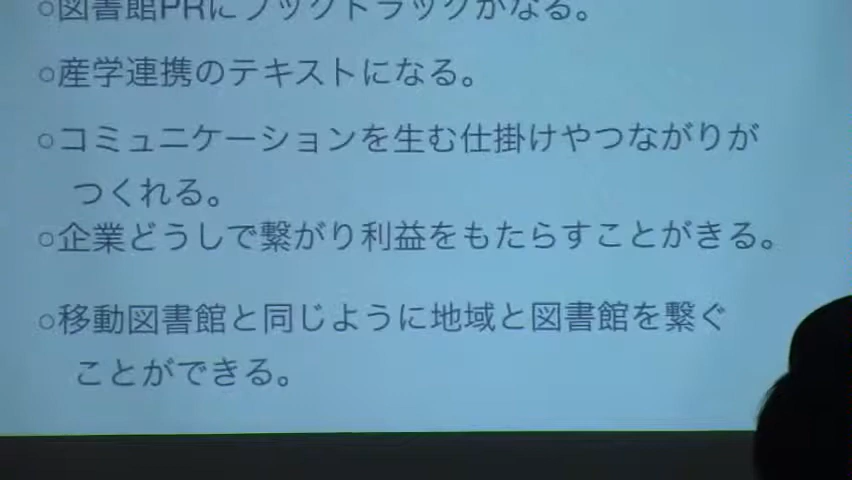 ○図書館PRにブックトラックがなる。
○産学連携のテキストになる。
○コミュニケーションを生む仕掛けやつながりが
つくれる。
○企業どうしで繋がり利益をもたらすことがきる。
○移動図書館と同じように地域と図書館を繋ぐ
ことができる。